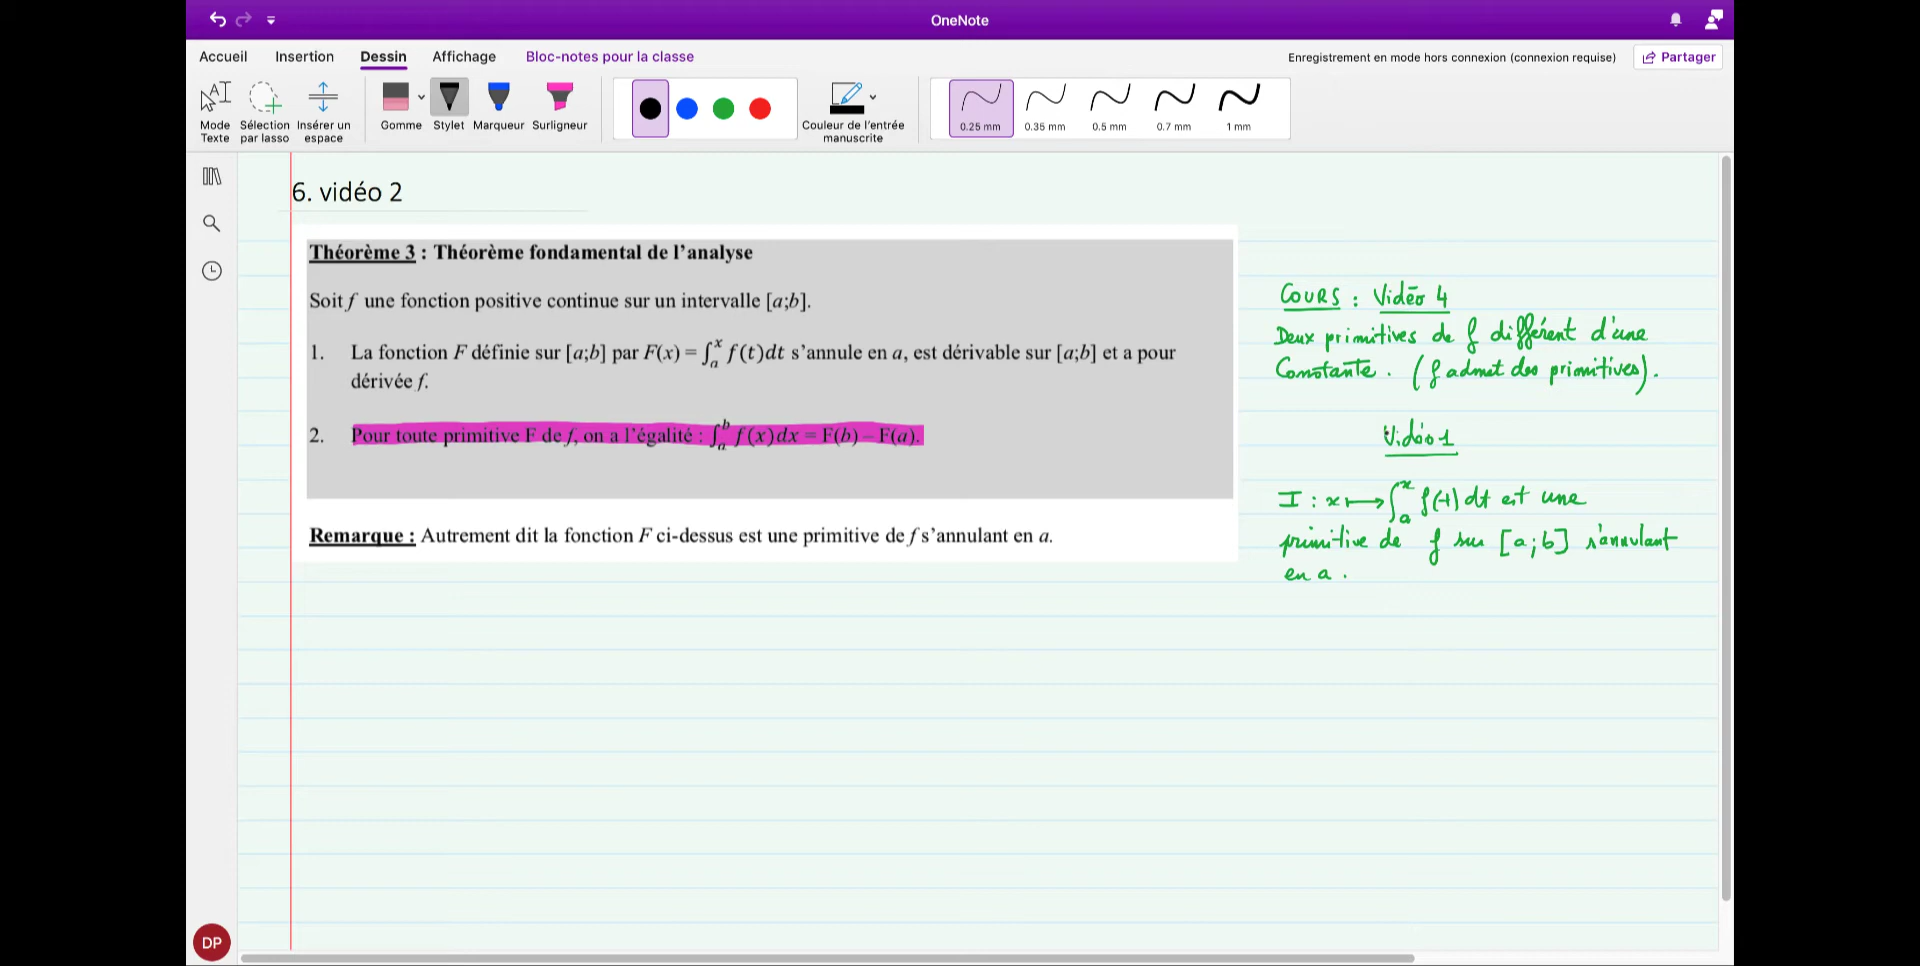 OneNote
Accueil Insertion Dessin Affichage Bloc-notes pour la classe
Enregistrement en mode hors connexion (connexion requise) Partager
Mode Texte
Sélection par lasso
Insérer un espace
Gomme
Stylet
Marqueur
Surligneur
Couleur de l'entrée manuscrite
0.25 mm 0.35 mm 0.5 mm 0.7 mm 1 mm
6. vidéo 2
Théorème 3 : Théorème fondamental de l'analyse
Soit f une fonction positive continue sur un intervalle [a;b].
1. La fonction F définie sur [a;b] par F(x) = ∫_a^x f(t)dt s'annule en a, est dérivable sur [a;b] et a pour
dérivée f.
2. Pour toute primitive F de f, on a l'égalité : ∫_a^b f(x)dx = F(b) – F(a).
Remarque : Autrement dit la fonction F ci-dessus est une primitive de f s'annulant en a.
Cours : Vidéo 4
Deux primitives de f différent d'une
Constante. (f admet des primitives).
Vidéo 1
I : x ⟼ ∫_a^x f(t) dt est une
primitive de f sur [a;b] s'annulant
en a.
DP